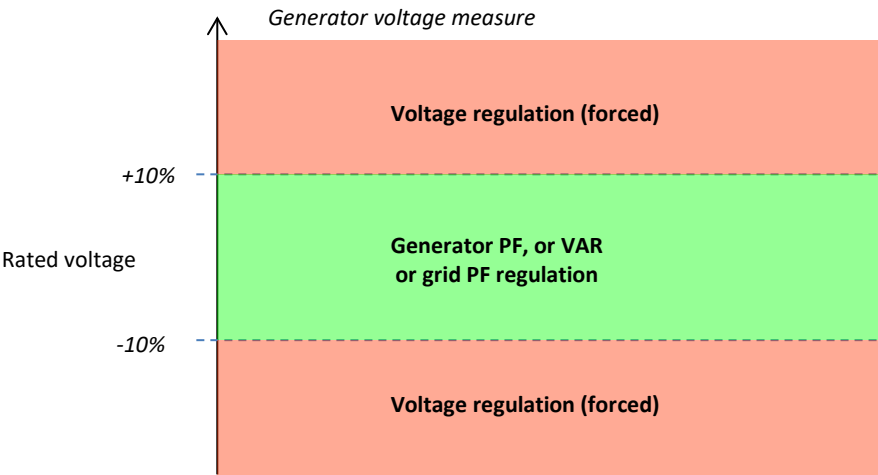 Generator voltage measure
Voltage regulation (forced)
+10%
Generator PF, or VAR
or grid PF regulation
Rated voltage
-10%
Voltage regulation (forced)